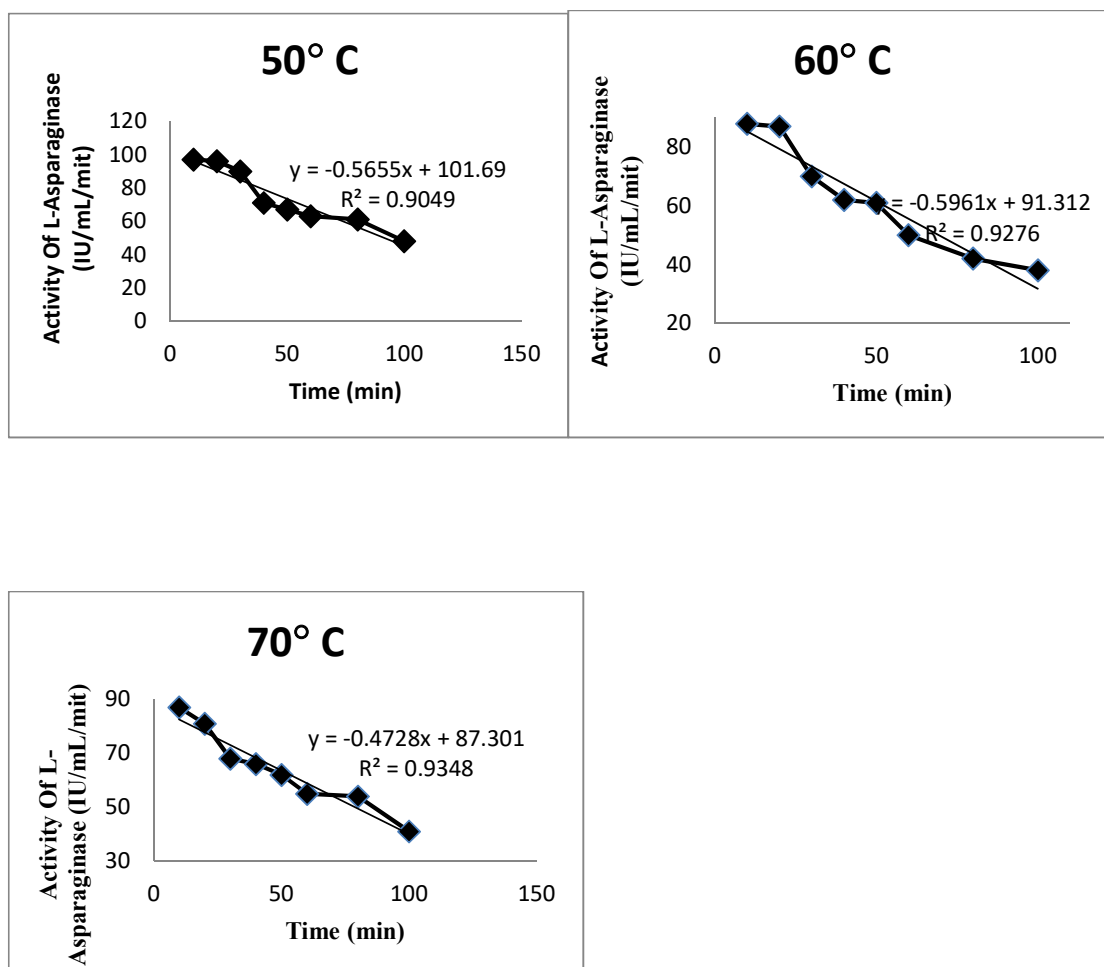 50° C
Activity Of L-Asparaginase
(IU/mL/mit)
120
100
80
60
40
20
0
y = -0.5655x + 101.69
R² = 0.9049
0 50 100 150
Time (min)
60° C
Activity Of L-Asparaginase
(IU/mL/mit)
80
60
40
20
= -0.5961x + 91.312
R² = 0.9276
0 50 100
Time (min)
70° C
Activity Of L-
Asparaginase (IU/mL/mit)
90
70
50
30
y = -0.4728x + 87.301
R² = 0.9348
0 50 100 150
Time (min)